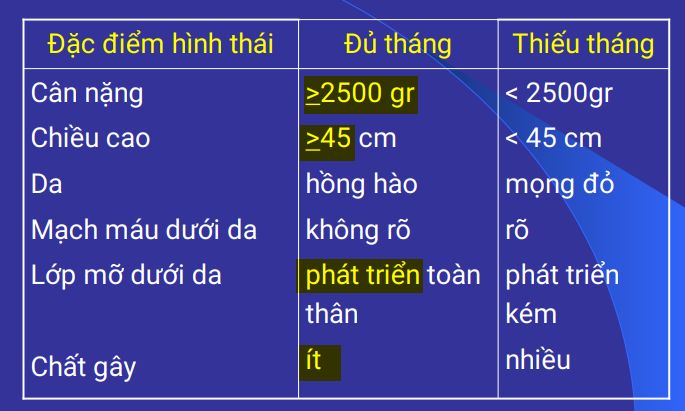 Đặc điểm hình thái Đủ tháng Thiếu tháng
Cân nặng ≥2500 gr < 2500gr
Chiều cao ≥45 cm < 45 cm
Da hồng hào mọng đỏ
Mạch máu dưới da không rõ rõ
Lớp mỡ dưới da phát triển toàn phát triển
thân kém
Chất gây ít nhiều